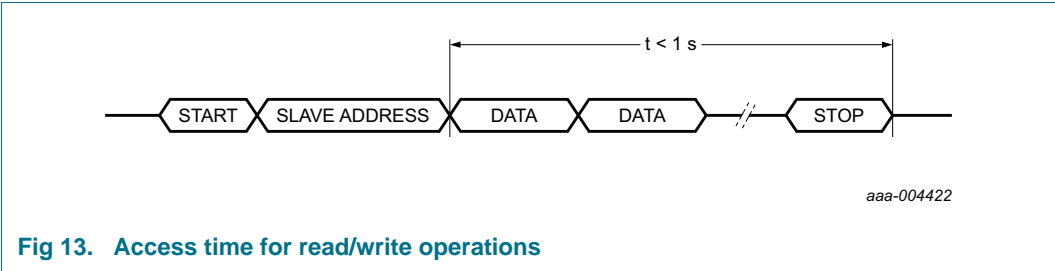 t < 1 s
START SLAVE ADDRESS DATA DATA STOP
aaa-004422
Fig 13. Access time for read/write operations